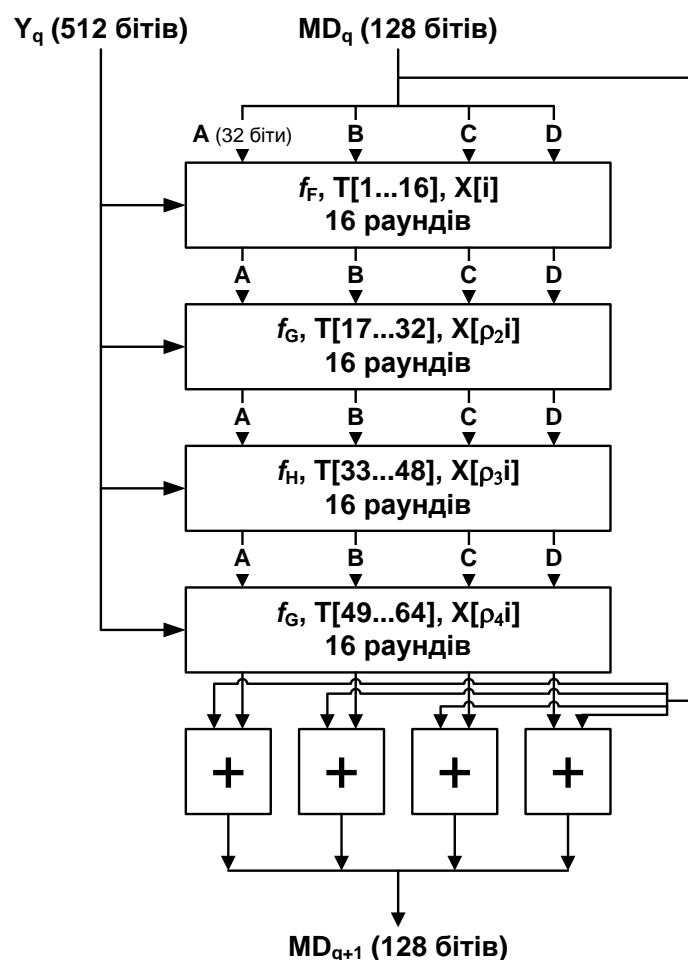 Yq (512 бітів) MDq (128 бітів)
A (32 біти) B C D
fF, T[1...16], X[i]
16 раундів
A B C D
fG, T[17...32], X[ρ2i]
16 раундів
A B C D
fH, T[33...48], X[ρ3i]
16 раундів
A B C D
fG, T[49...64], X[ρ4i]
16 раундів
+ + + +
MDq+1 (128 бітів)